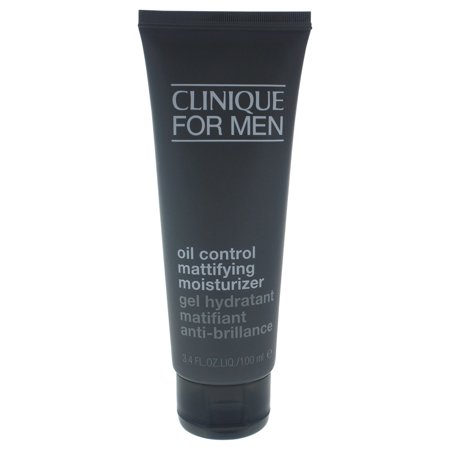 CLINIQUE
FOR MEN
oil control
mattifying
moisturizer
gel hydratant
matifiant
anti-brillance
3.4 FL.OZ.LIQ./100 ml ℮